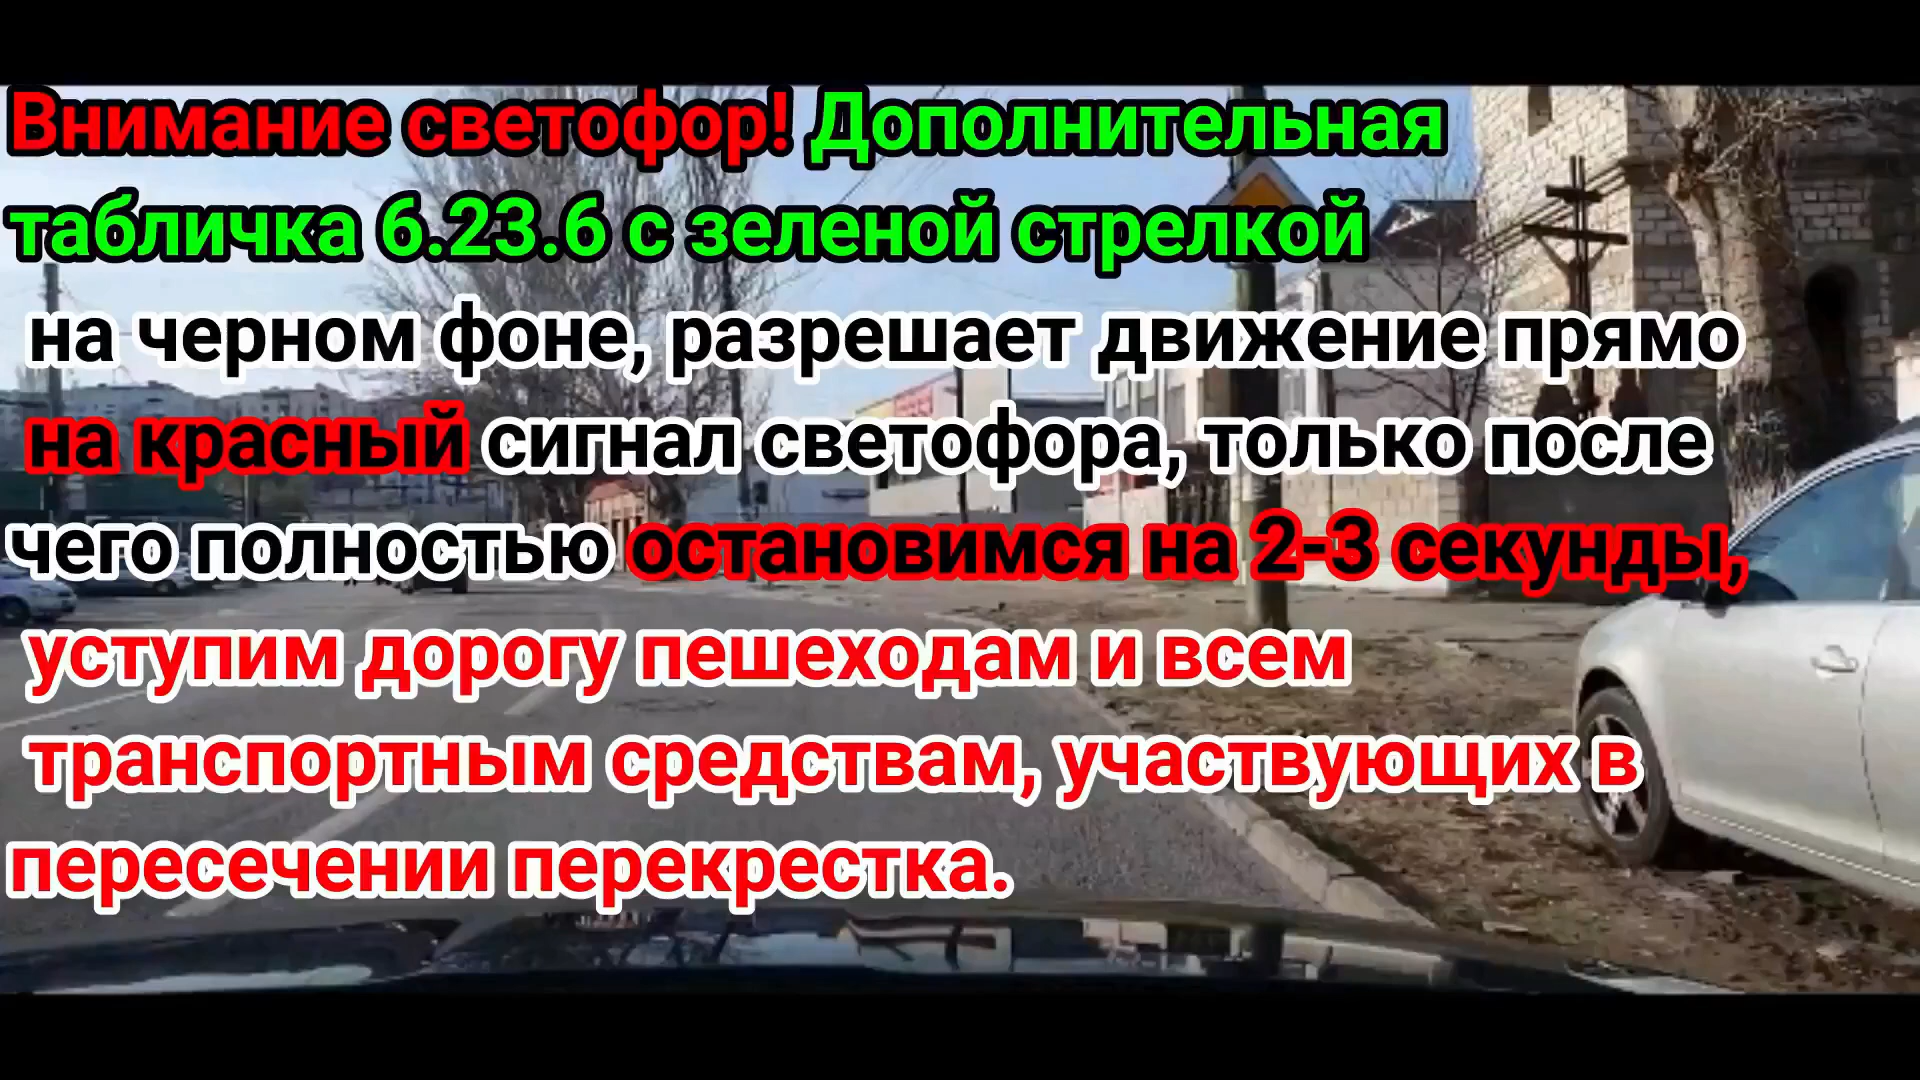 Внимание светофор! Дополнительная
табличка 6.23.6 с зеленой стрелкой
на черном фоне, разрешает движение прямо
на красный сигнал светофора, только после
чего полностью остановимся на 2-3 секунды,
уступим дорогу пешеходам и всем
транспортным средствам, участвующих в
пересечении перекрестка.